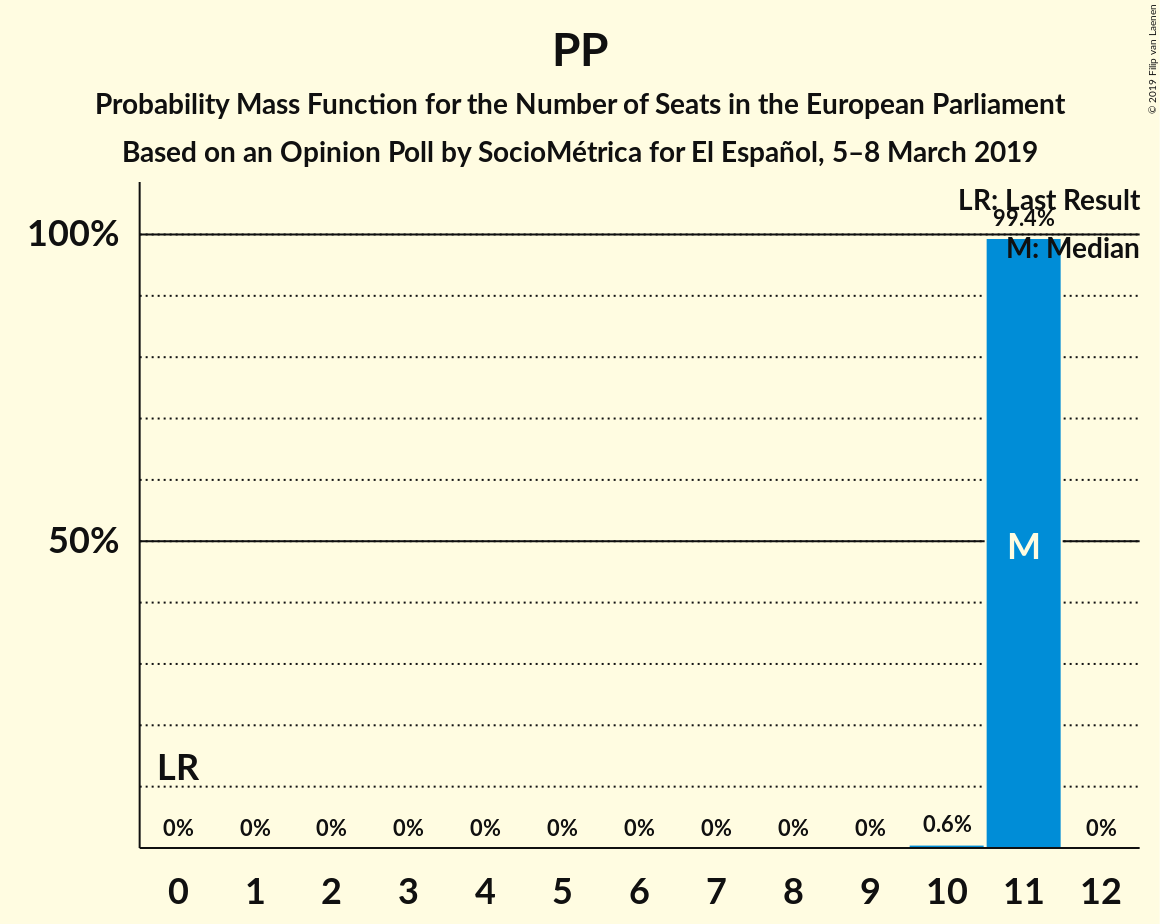 PP
Probability Mass Function for the Number of Seats in the European Parliament
Based on an Opinion Poll by SocioMétrica for El Español, 5–8 March 2019
© 2019 Filip van Laenen
LR: Last Result
99.4%
M: Median
100%
50%
M
LR
0% 0% 0% 0% 0% 0% 0% 0% 0% 0% 0.6% 0%
0 1 2 3 4 5 6 7 8 9 10 11 12